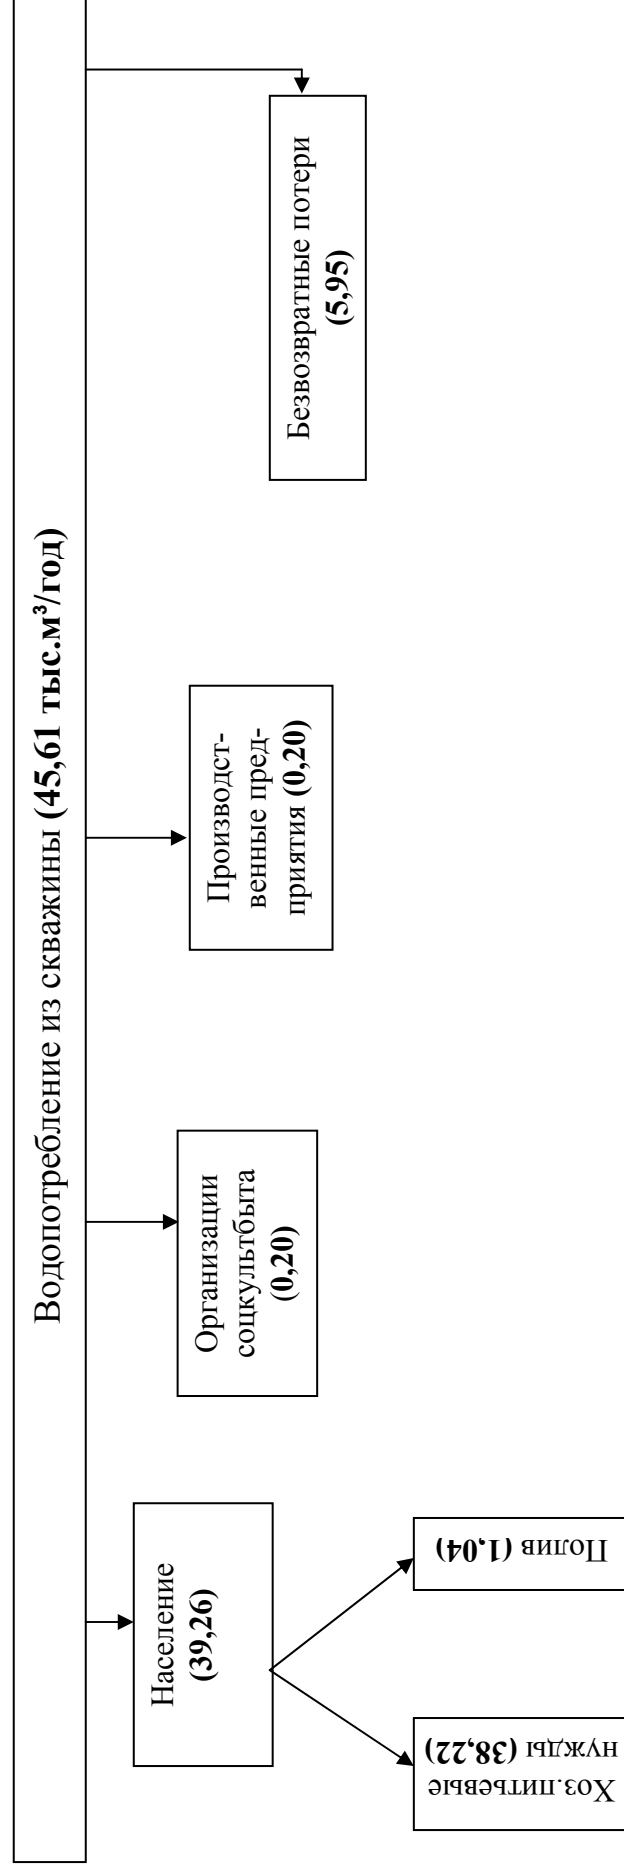 Водопотребление из скважины (45,61 тыс.м³/год)
Население
(39,26)
Организации
соцкультбыта
(0,20)
Производст-
венные пред-
приятия (0,20)
Безвозвратные потери
(5,95)
Хоз.питьевые
нужды (38,22)
Полив (1,04)